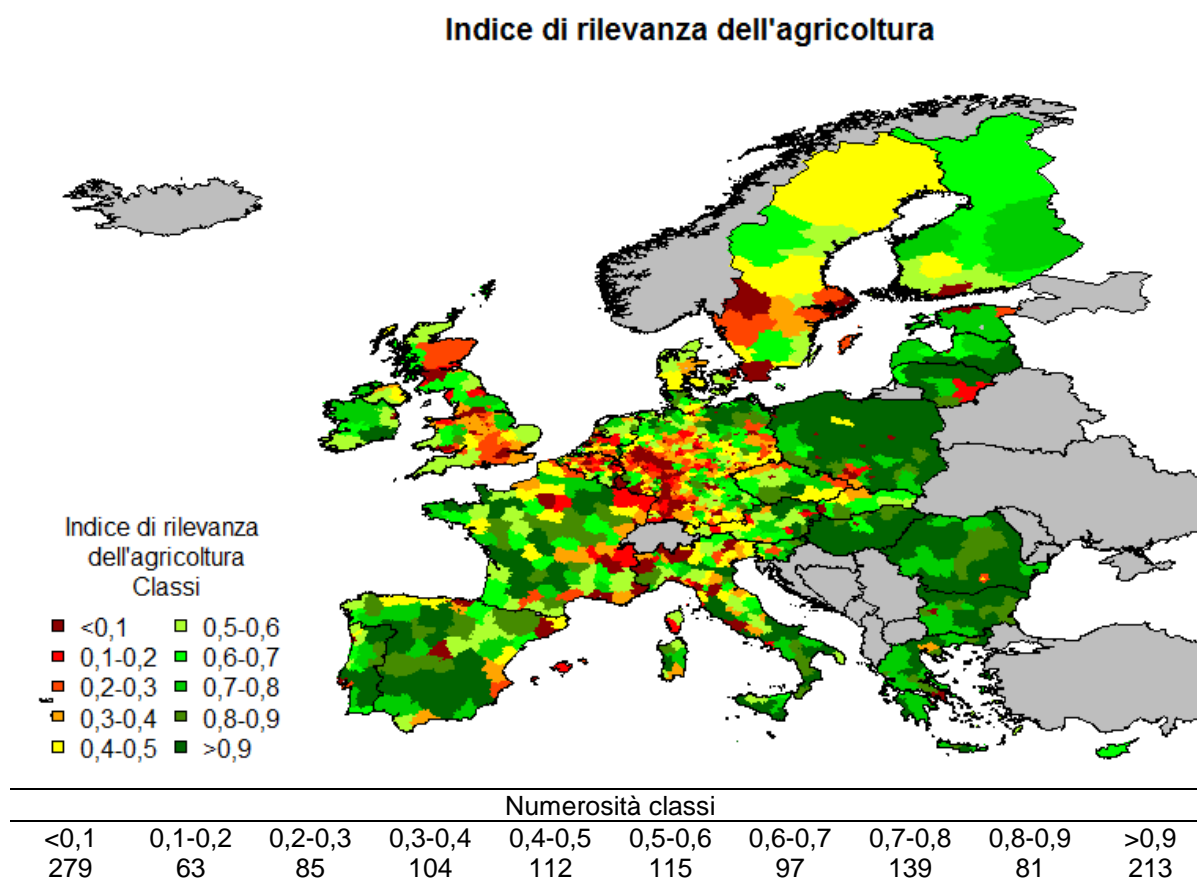 Indice di rilevanza dell'agricoltura
Indice di rilevanza
dell'agricoltura
Classi
<0,1 0,5-0,6
0,1-0,2 0,6-0,7
0,2-0,3 0,7-0,8
0,3-0,4 0,8-0,9
0,4-0,5 >0,9
Numerosità classi
<0,1 0,1-0,2 0,2-0,3 0,3-0,4 0,4-0,5 0,5-0,6 0,6-0,7 0,7-0,8 0,8-0,9 >0,9
279 63 85 104 112 115 97 139 81 213